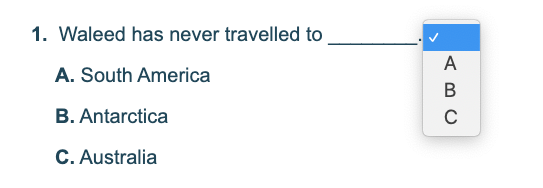 1. Waleed has never travelled to ________.
A. South America
B. Antarctica
C. Australia
✓
A
B
C